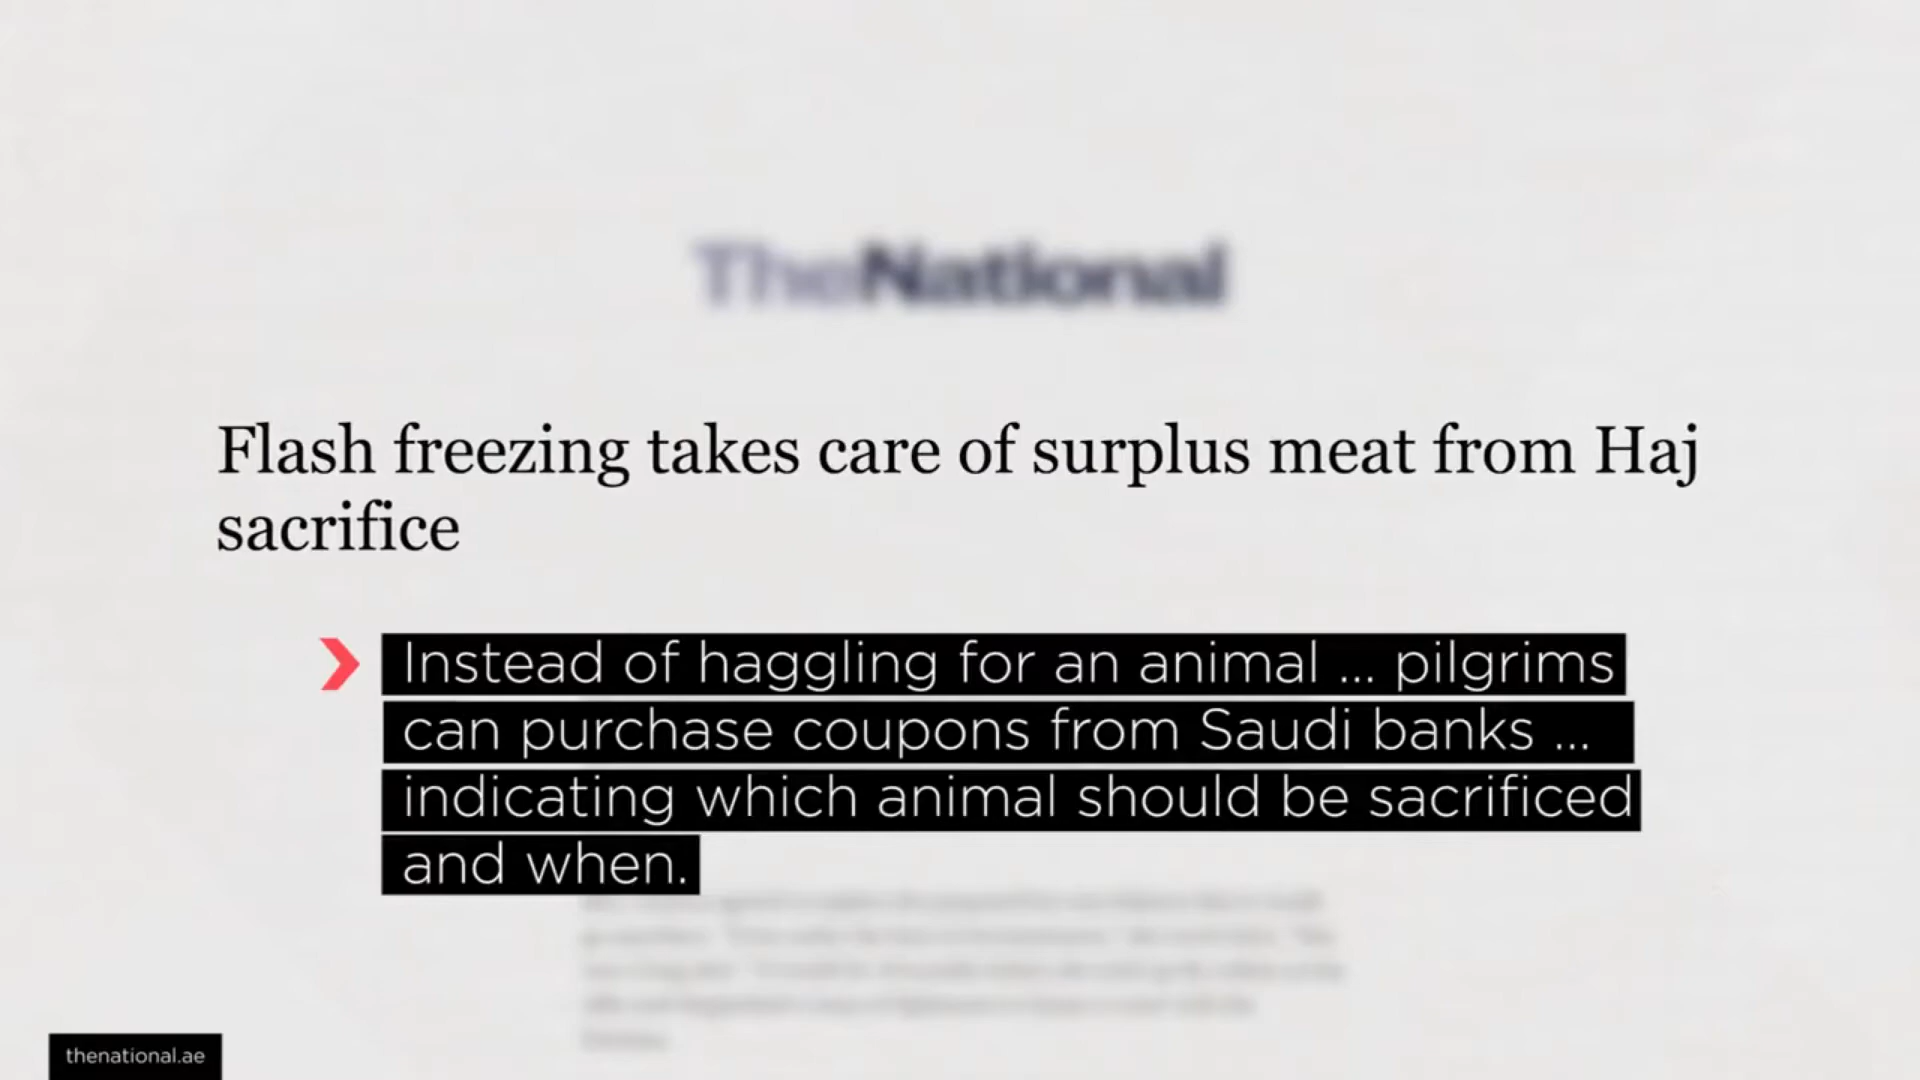 TheNational
Flash freezing takes care of surplus meat from Haj
sacrifice
Instead of haggling for an animal ... pilgrims
can purchase coupons from Saudi banks ...
indicating which animal should be sacrificed
and when.
thenational.ae